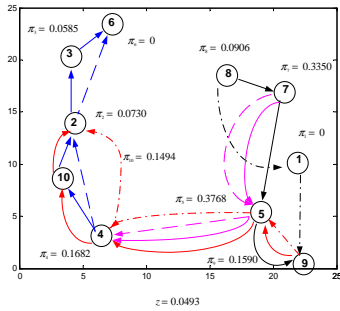 25
6
π₃ = 0.0585
π₆ = 0
20
3
π₈ = 0.0906
8
π₇ = 0.3350
7
15
2
π₂ = 0.0730
π₁ = 0
π₁₀ = 0.1494
10
1
10
π₅ = 0.3768
5
5
4
π₄ = 0.1682
π₉ = 0.1590
9
0
0 5 10 15 20 25
z = 0.0493